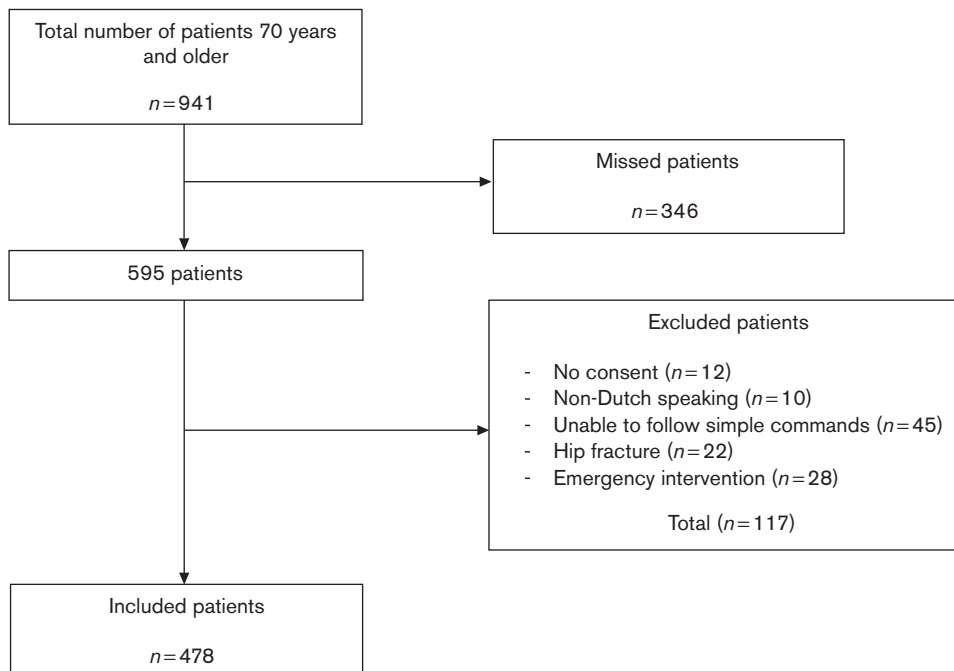 Total number of patients 70 years
and older
n=941
Missed patients
n=346
595 patients
Excluded patients
- No consent (n=12)
- Non-Dutch speaking (n=10)
- Unable to follow simple commands (n=45)
- Hip fracture (n=22)
- Emergency intervention (n=28)
Total (n=117)
Included patients
n=478